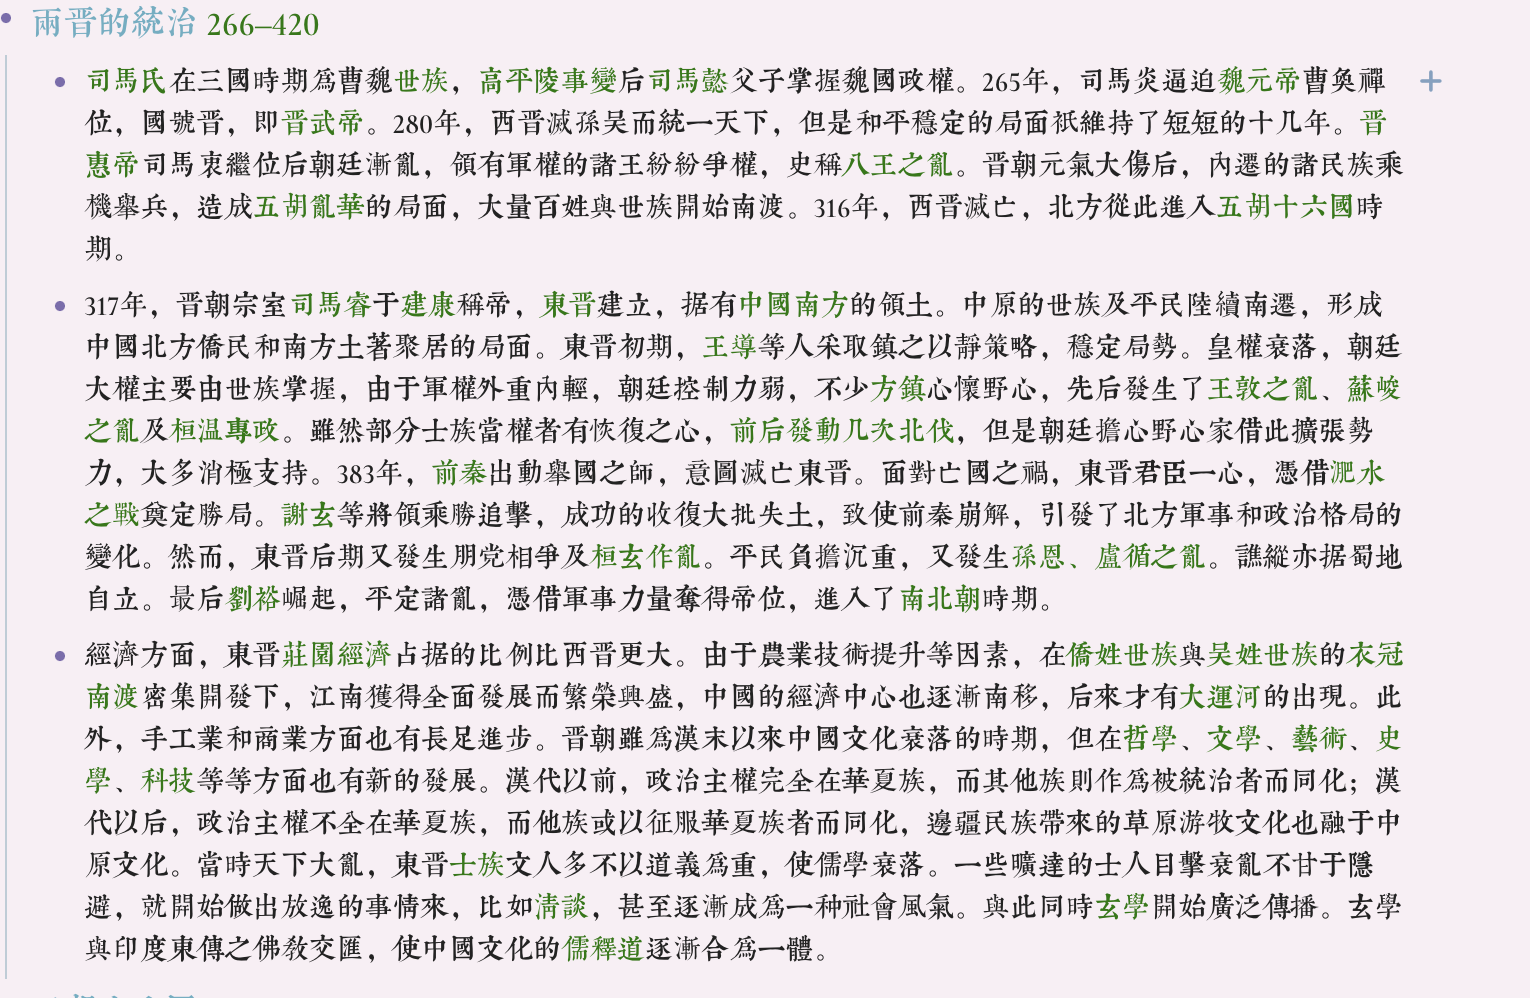 兩晋的統治 266–420
司馬氏在三國時期爲曹魏世族，高平陵事變后司馬懿父子掌握魏國政權。265年，司馬炎逼迫魏元帝曹奐禪
位，國號晋，即晋武帝。280年，西晋滅孫吴而統一天下，但是和平穩定的局面衹維持了短短的十几年。晋
惠帝司馬衷繼位后朝廷漸亂，領有軍權的諸王紛紛争權，史稱八王之亂。晋朝元氣大傷后，内遷的諸民族乘
機舉兵，造成五胡亂華的局面，大量百姓與世族開始南渡。316年，西晋滅亡，北方從此進入五胡十六國時
期。
317年，晋朝宗室司馬睿于建康稱帝，東晋建立，据有中國南方的領土。中原的世族及平民陸續南遷，形成
中國北方僑民和南方土著聚居的局面。東晋初期，王導等人采取鎮之以靜策略，穩定局勢。皇權衰落，朝廷
大權主要由世族掌握，由于軍權外重内輕，朝廷控制力弱，不少方鎮心懷野心，先后發生了王敦之亂、蘇峻
之亂及桓温專政。雖然部分士族當權者有恢復之心，前后發動几次北伐，但是朝廷擔心野心家借此擴張勢
力，大多消極支持。383年，前秦出動舉國之師，意圖滅亡東晋。面對亡國之禍，東晋君臣一心，憑借淝水
之戰奠定勝局。謝玄等將領乘勝追擊，成功的收復大批失土，致使前秦崩解，引發了北方軍事和政治格局的
變化。然而，東晋后期又發生朋党相争及桓玄作亂。平民負擔沉重，又發生孫恩、盧循之亂。譙縱亦据蜀地
自立。最后劉裕崛起，平定諸亂，憑借軍事力量奪得帝位，進入了南北朝時期。
經濟方面，東晋莊園經濟占据的比例比西晋更大。由于農業技術提升等因素，在僑姓世族與吴姓世族的衣冠
南渡密集開發下，江南獲得全面發展而繁榮興盛，中國的經濟中心也逐漸南移，后來才有大運河的出現。此
外，手工業和商業方面也有長足進步。晋朝雖爲漢末以來中國文化衰落的時期，但在哲學、文學、藝術、史
學、科技等等方面也有新的發展。漢代以前，政治主權完全在華夏族，而其他族則作爲被統治者而同化；漢
代以后，政治主權不全在華夏族，而他族或以征服華夏族者而同化，邊疆民族帶來的草原游牧文化也融于中
原文化。當時天下大亂，東晋士族文人多不以道義爲重，使儒學衰落。一些曠達的士人目擊衰亂不甘于隱
避，就開始做出放逸的事情來，比如清談，甚至逐漸成爲一种社會風氣。與此同時玄學開始廣泛傳播。玄學
與印度東傳之佛教交匯，使中國文化的儒釋道逐漸合爲一體。